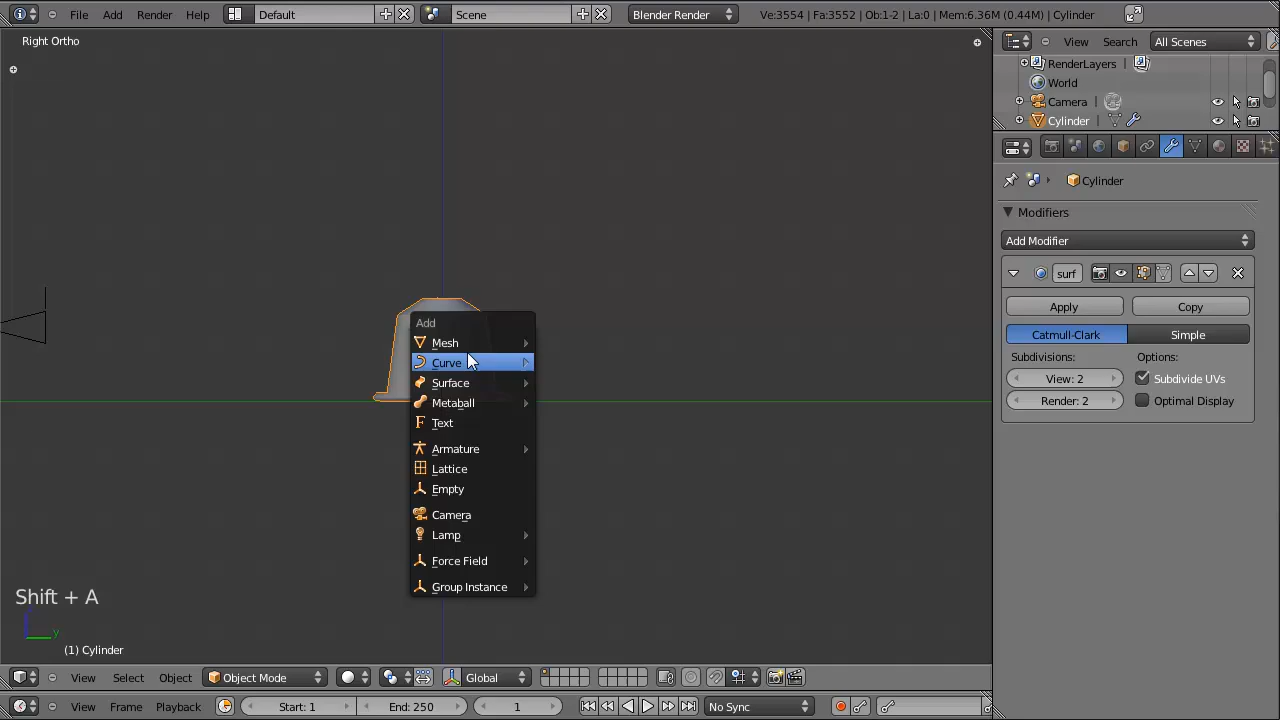 File Add Render Help Default Scene Blender Render Ve:3554 | Fa:3552 | Ob:1-2 | La:0 | Mem:6.36M (0.44M) | Cylinder
Right Ortho
View Search All Scenes
RenderLayers |
World
Camera |
Cylinder |
Cylinder
Modifiers
Add Modifier
surf
Apply Copy
Catmull-Clark Simple
Subdivisions: Options:
View: 2 Subdivide UVs
Render: 2 Optimal Display
Add
Mesh
Curve
Surface
Metaball
Text
Armature
Lattice
Empty
Camera
Lamp
Force Field
Group Instance
Shift + A
y
(1) Cylinder
View Select Object Object Mode Global
View Frame Playback Start: 1 End: 250 1 No Sync